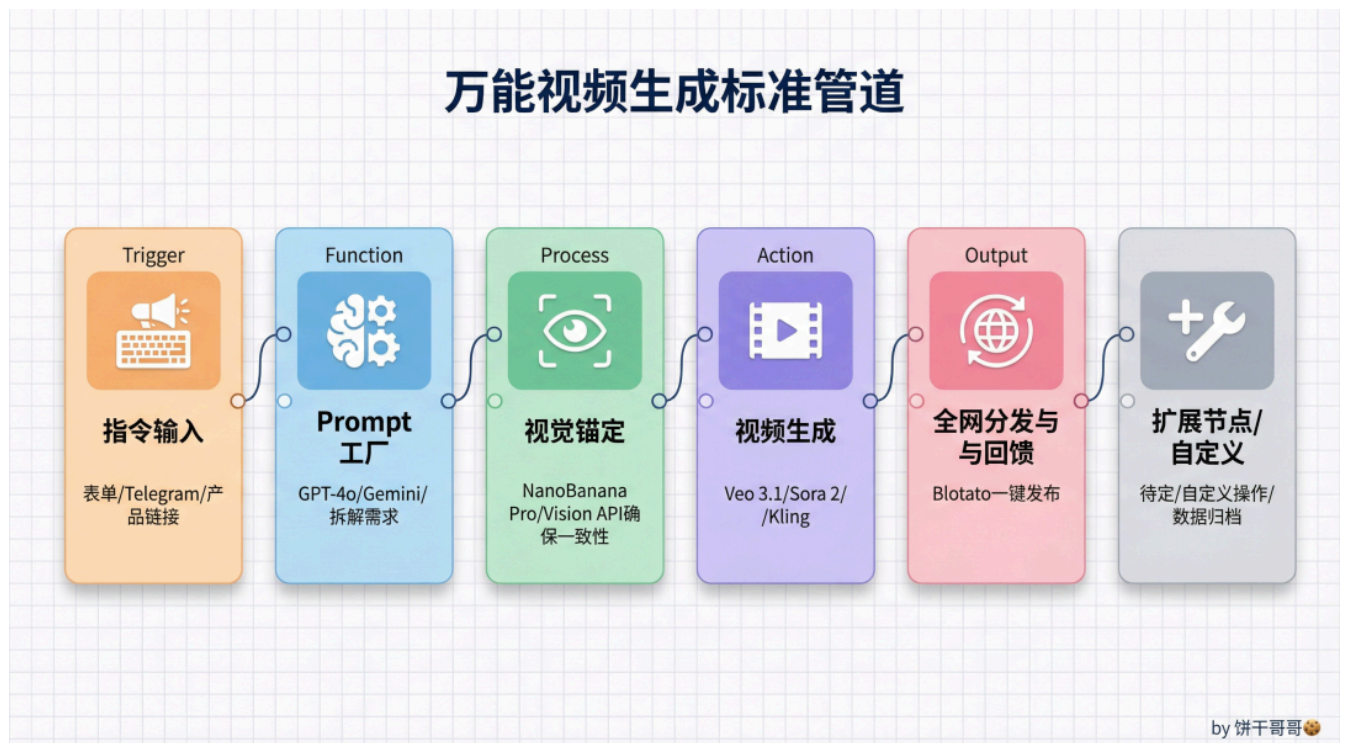 万能视频生成标准管道
Trigger
指令输入
表单/Telegram/产
品链接
Function
Prompt
工厂
GPT-4o/Gemini/
拆解需求
Process
视觉锚定
NanoBanana
Pro/Vision API确
保一致性
Action
视频生成
Veo 3.1/Sora 2/
/Kling
Output
全网分发与
与回馈
Blotato一键发布
扩展节点/
自定义
待定/自定义操作/
数据归档
by 饼干哥哥🍪